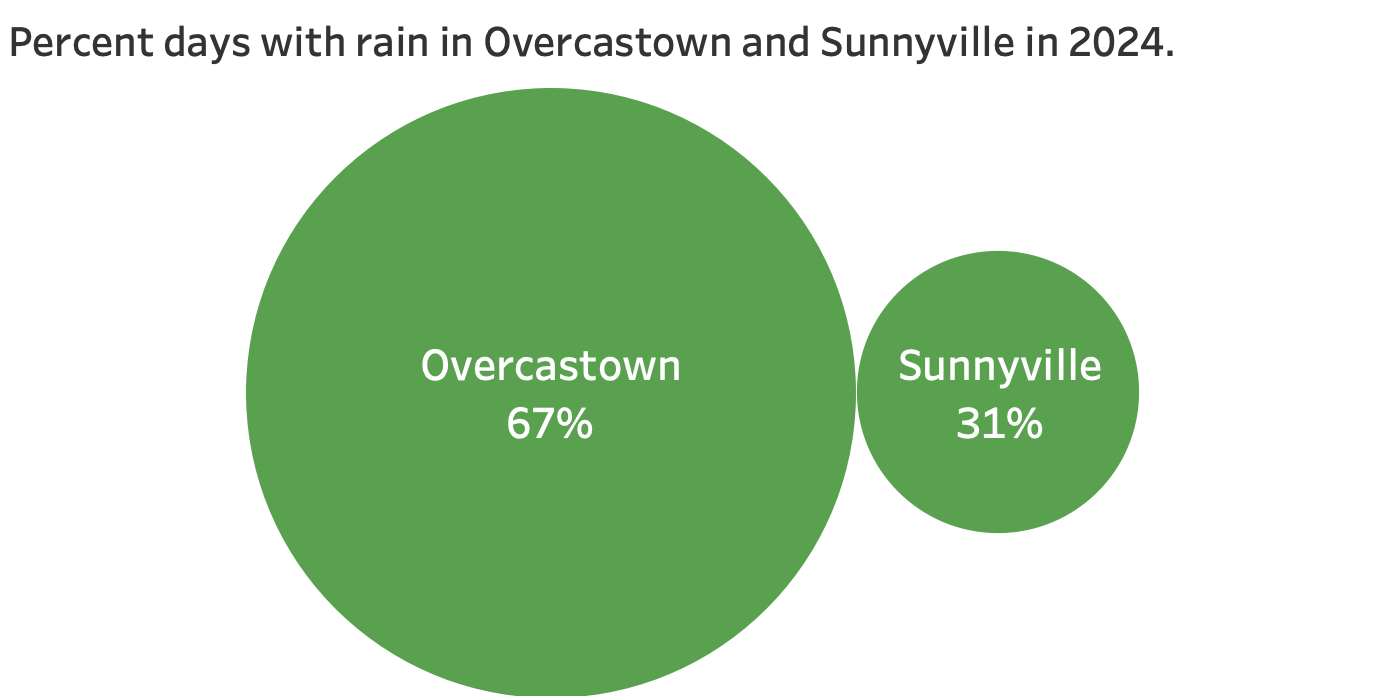 Percent days with rain in Overcastown and Sunnyville in 2024.
Overcastown
67%
Sunnyville
31%